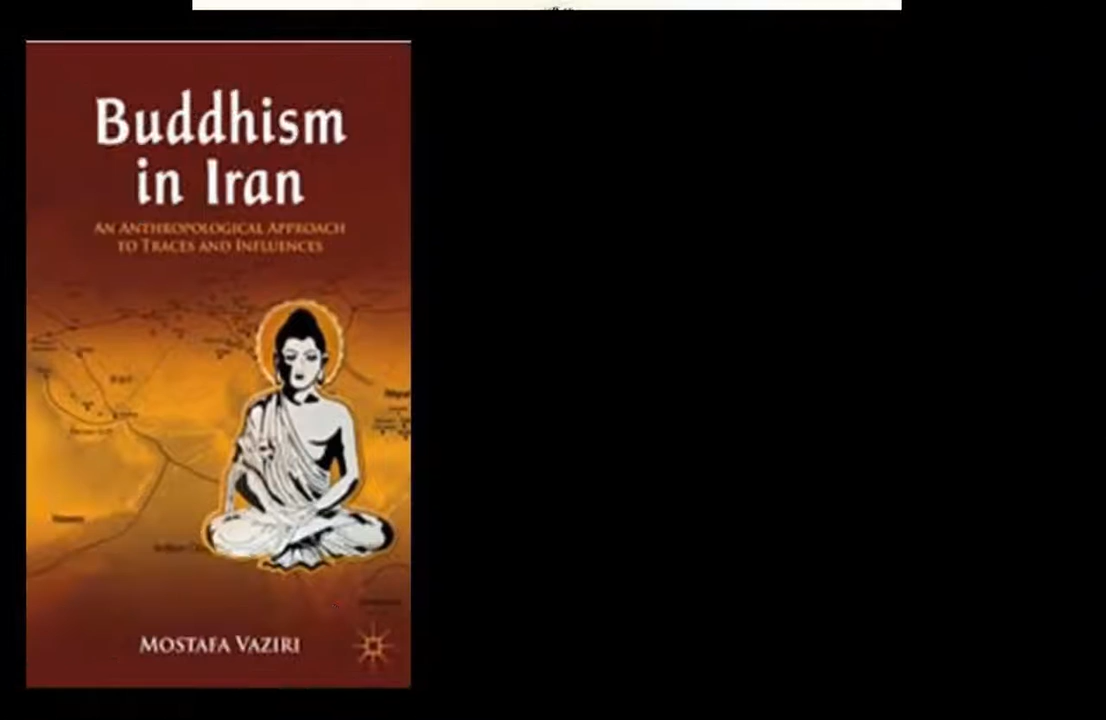 Buddhism
in Iran
An Anthropological Approach
to Traces and Influences
Mostafa Vaziri